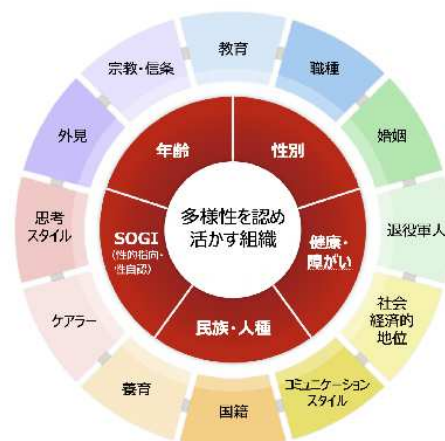 教育
職種
婚姻
退役軍人
社会
経済的
地位
コミュニケーション
スタイル
国籍
養育
ケアラー
思考
スタイル
外見
宗教・信条
年齢
性別
健康・
障がい
民族・人種
SOGI
(性的指向・
性自認)
多様性を認め
活かす組織